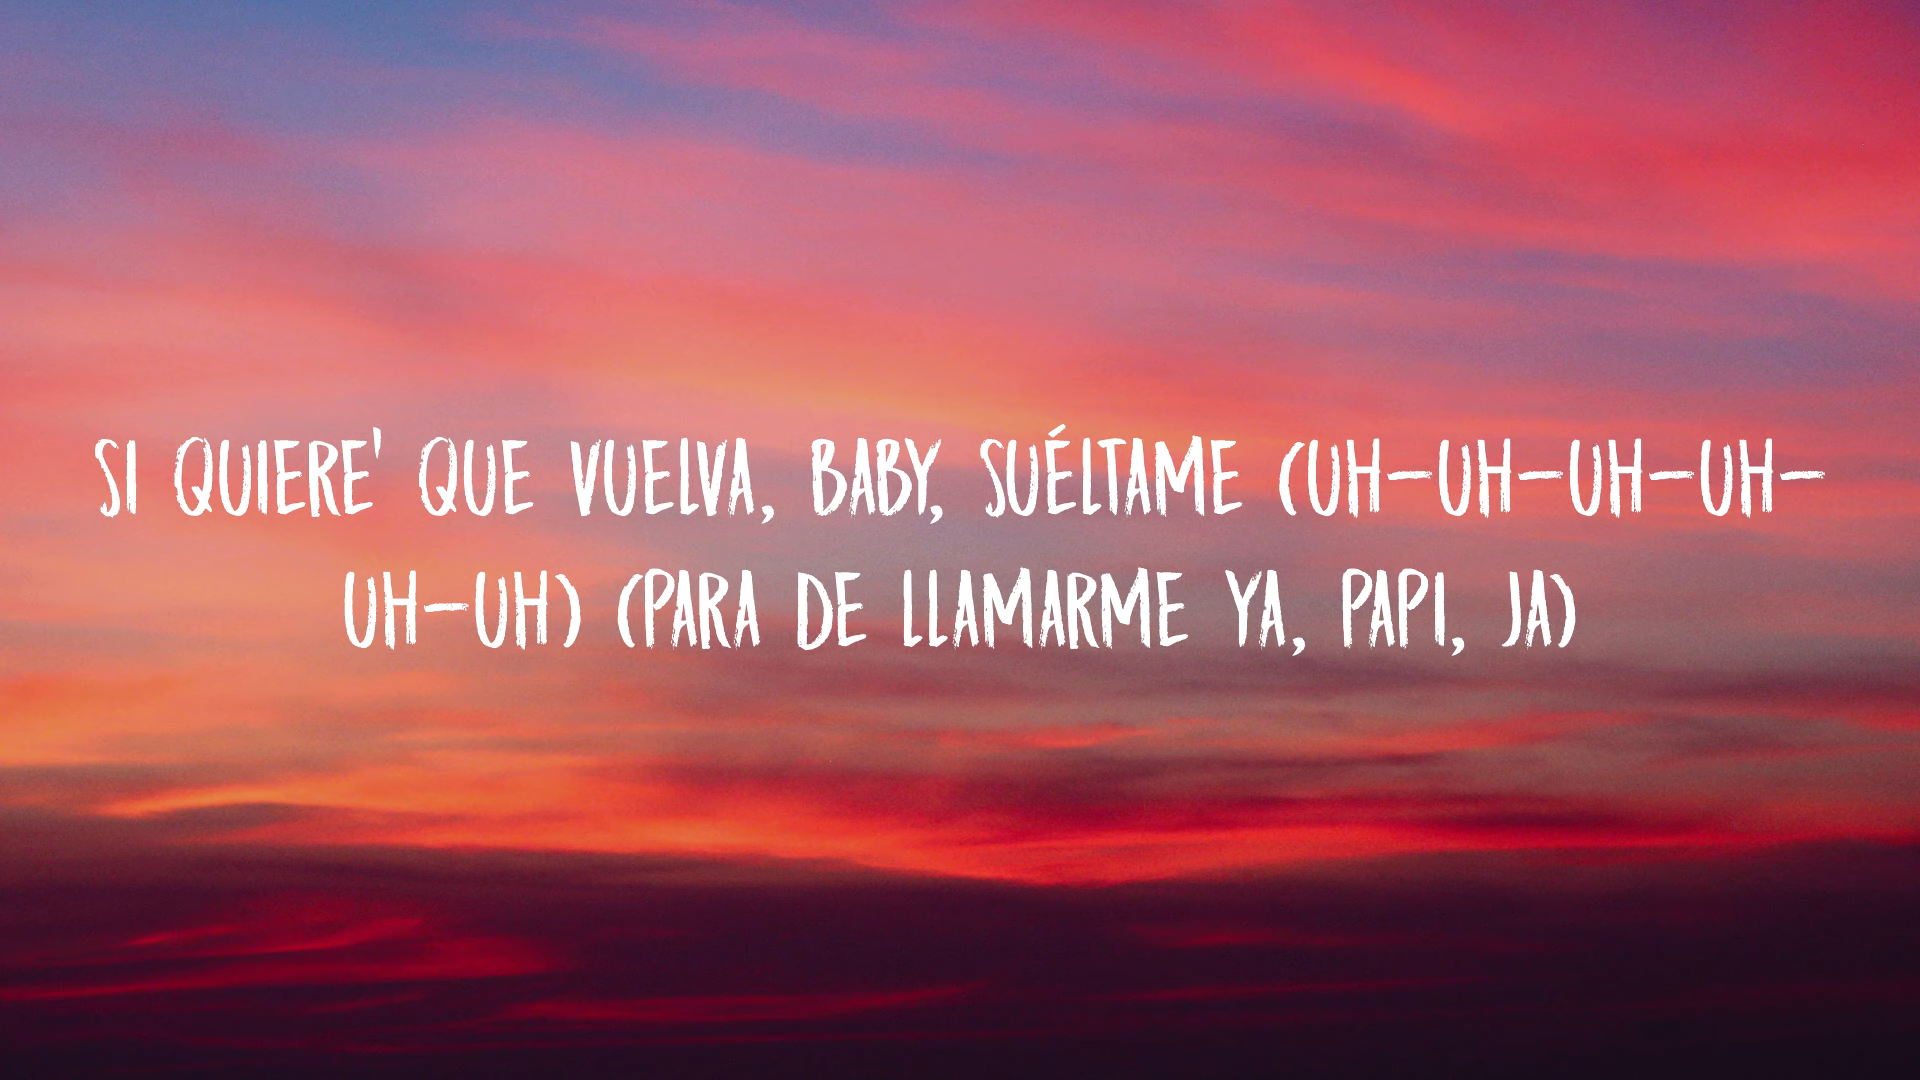 SI QUIERE' QUE VUELVA, BABY, SUÉLTAME (UH-UH-UH-UH-
UH-UH) (PARA DE LLAMARME YA, PAPI, JA)